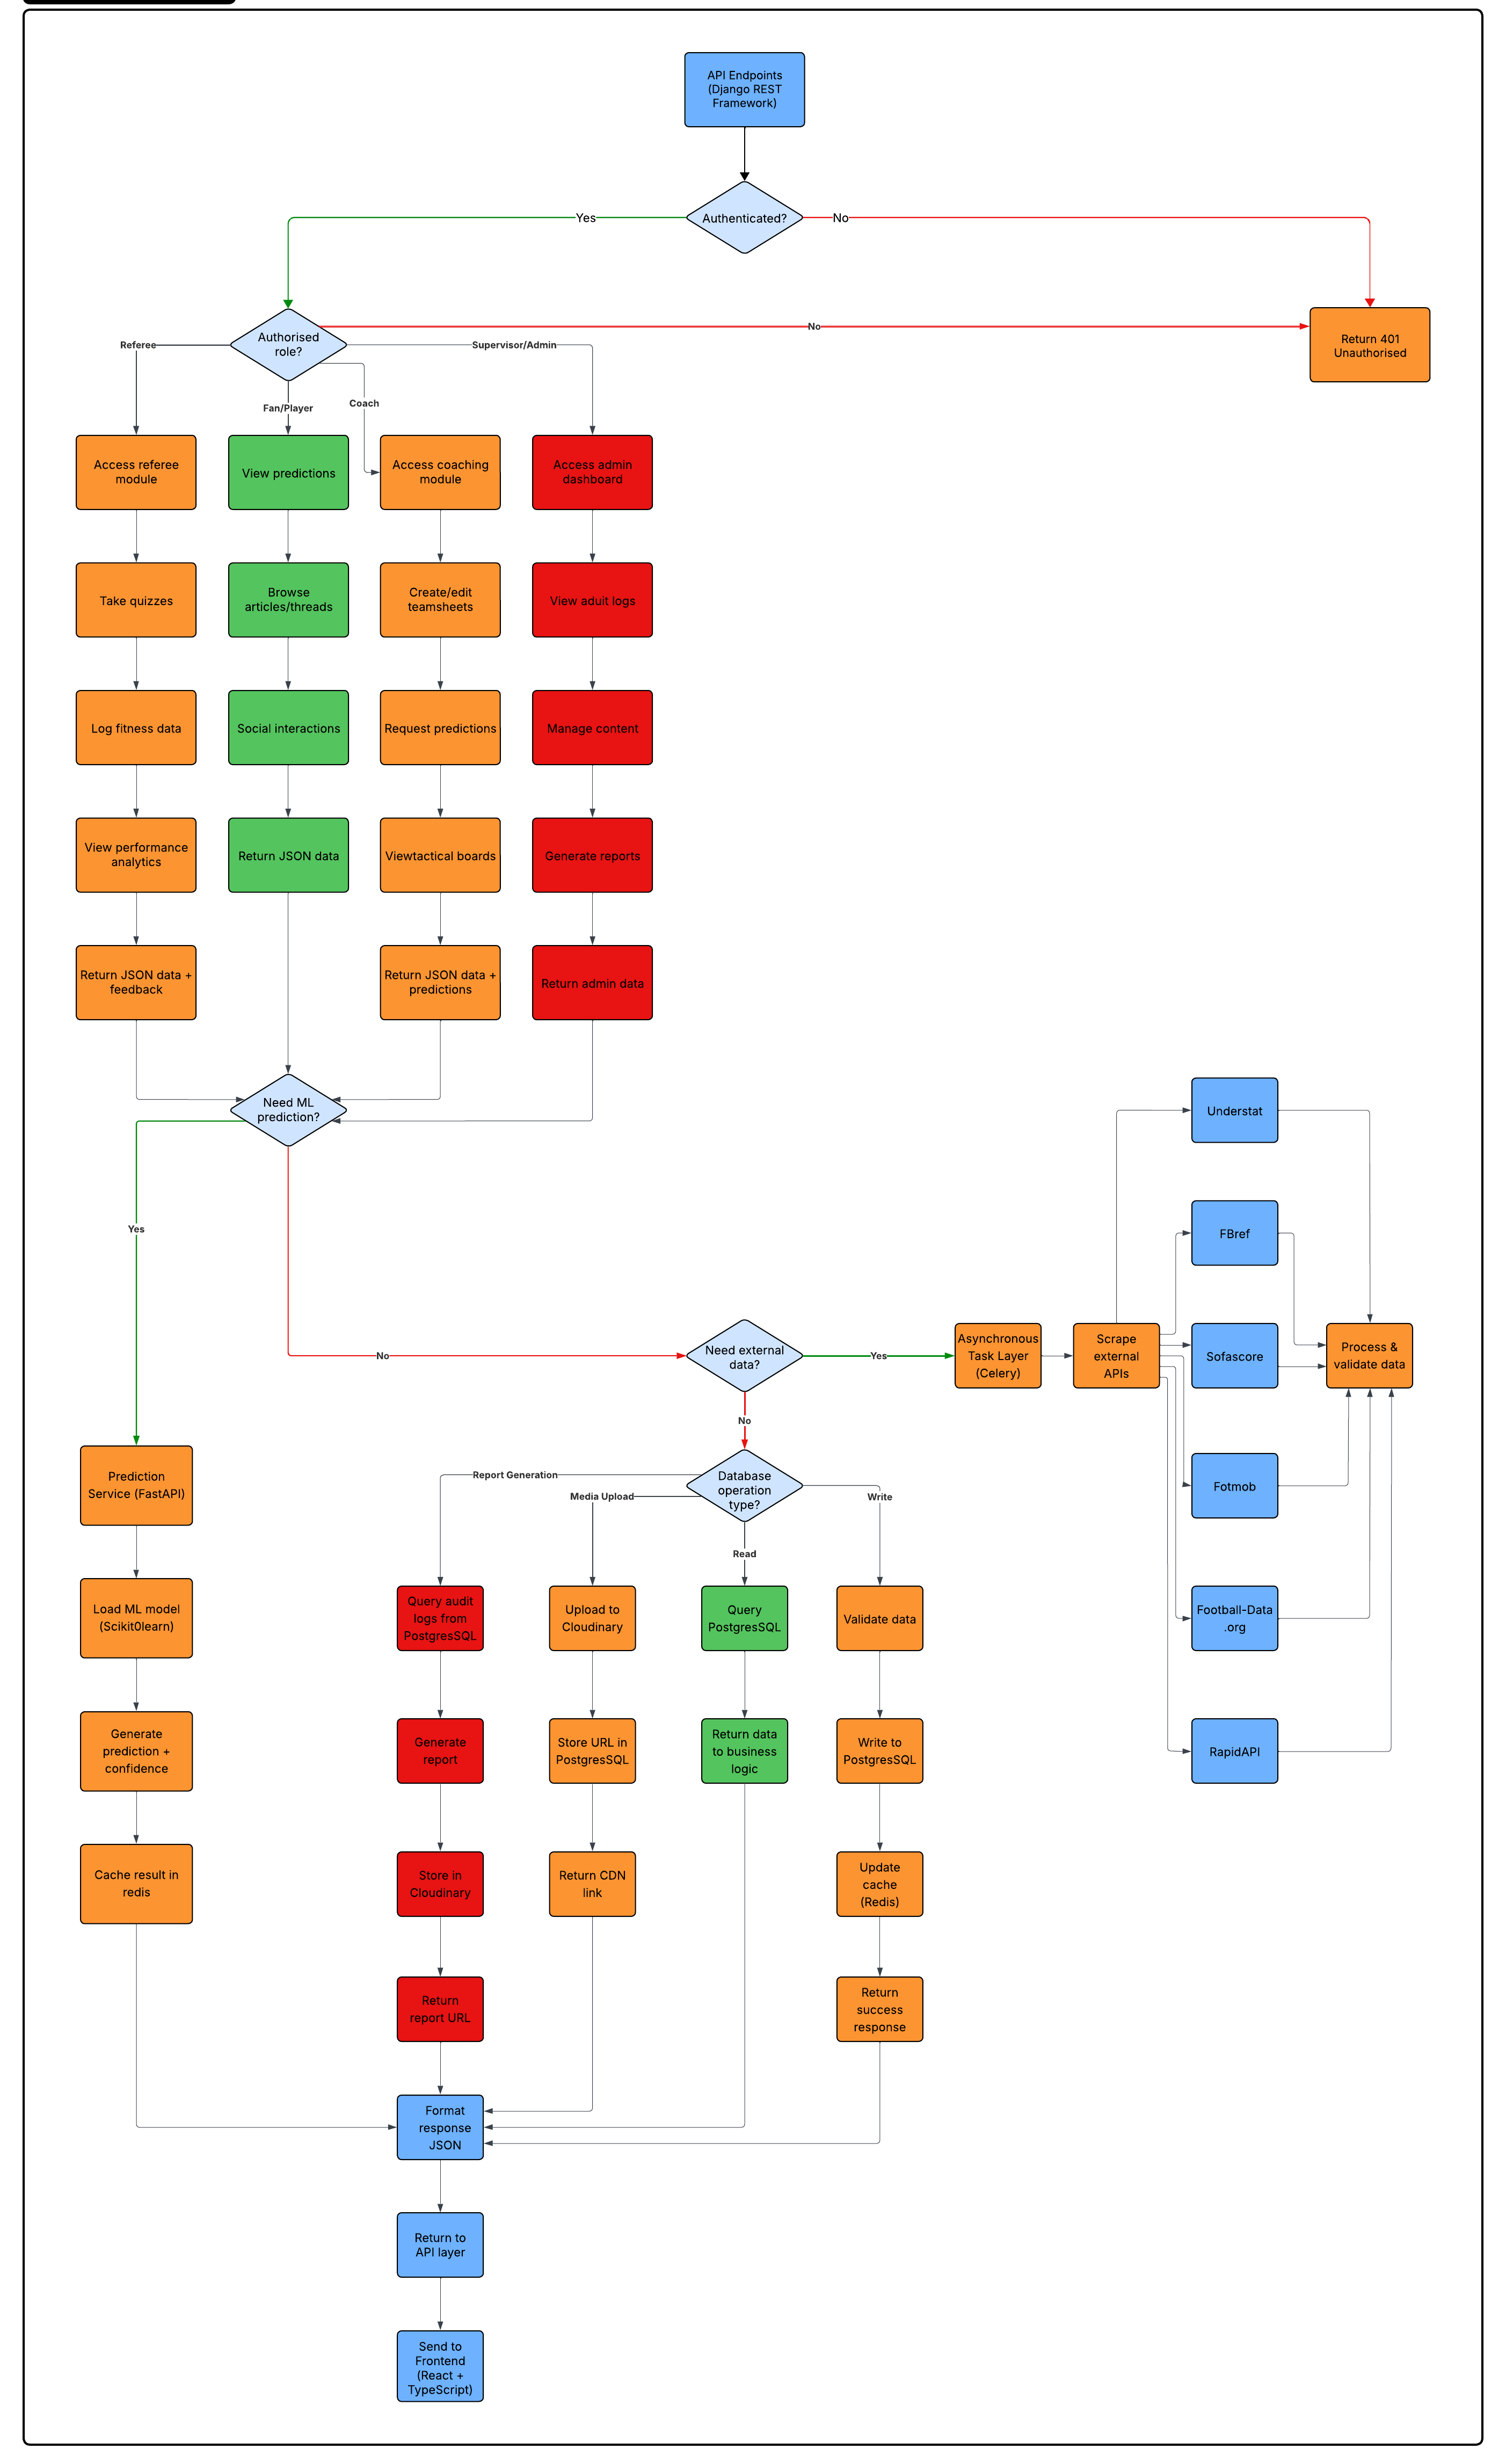 API Endpoints
(Django REST
Framework)
Authenticated?
Yes
No
Authorised
role?
No
Return 401
Unauthorised
Referee
Supervisor/Admin
Fan/Player
Coach
Access referee
module
View predictions
Access coaching
module
Access admin
dashboard
Take quizzes
Browse
articles/threads
Create/edit
teamsheets
View adult logs
Log fitness data
Social interactions
Request predictions
Manage content
View performance
analytics
Return JSON data
Viewtactical boards
Generate reports
Return JSON data +
feedback
Return JSON data +
predictions
Return admin data
Need ML
prediction?
Yes
No
Understat
FBref
Need external
data?
Yes
Asynchronous
Task Layer
(Celery)
Scrape
external
APIs
Sofascore
Process &
validate data
No
Fotmob
Football-Data
.org
RapidAPI
Prediction
Service (FastAPI)
Database
operation
type?
Report Generation
Media Upload
Write
Read
Load ML model
(Scikit0learn)
Query audit
logs from
PostgresSQL
Upload to
Cloudinary
Query
PostgresSQL
Validate data
Generate
prediction +
confidence
Generate
report
Store URL in
PostgresSQL
Return data
to business
logic
Write to
PostgresSQL
Cache result in
redis
Store in
Cloudinary
Return CDN
link
Update
cache
(Redis)
Return
report URL
Return
success
response
Format
response
JSON
Return to
API layer
Send to
Frontend
(React +
TypeScript)